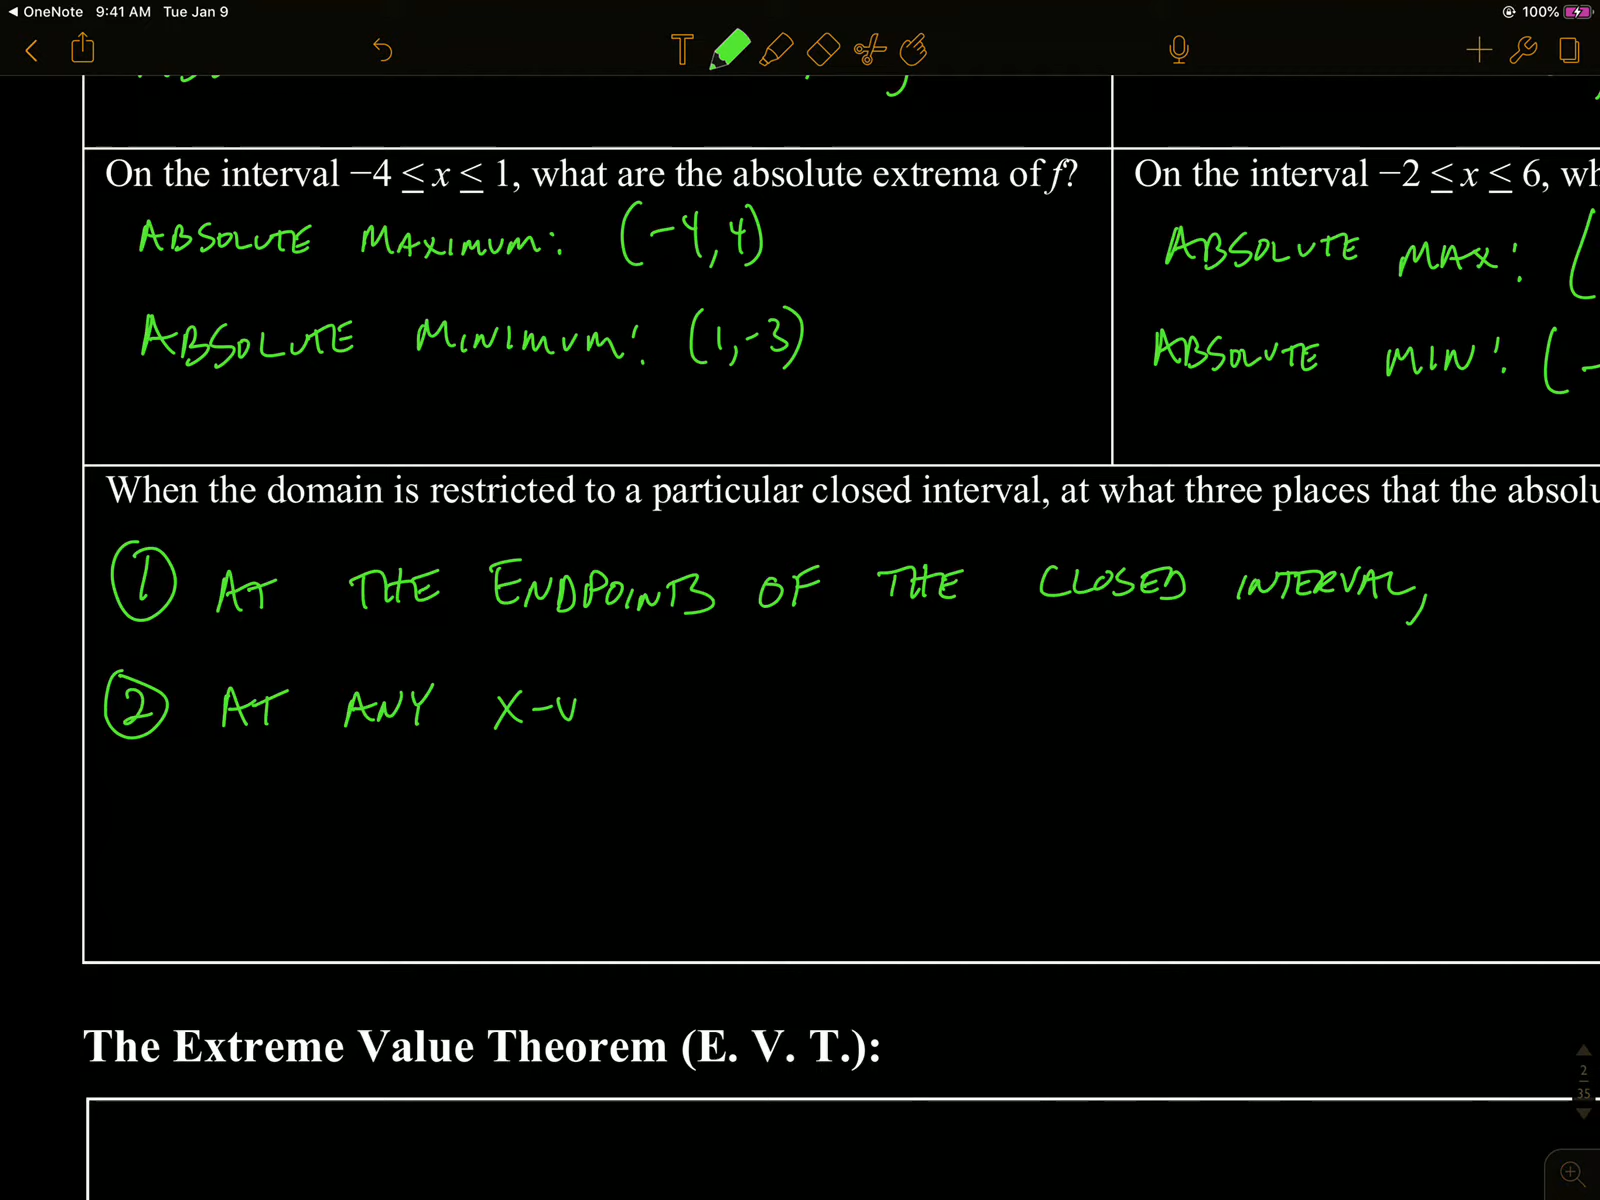 ◀ OneNote 9:41 AM Tue Jan 9 100%
T
On the interval −4 ≤ x ≤ 1, what are the absolute extrema of f?
ABSOLUTE MAXIMUM: (-4,4)
ABSOLUTE MINIMUM: (1,-3)
On the interval −2 ≤ x ≤ 6, wh
ABSOLUTE MAX: (
ABSOLUTE MIN: (-
When the domain is restricted to a particular closed interval, at what three places that the absolu
① AT THE ENDPOINTS OF THE CLOSED INTERVAL,
② AT ANY X-V
The Extreme Value Theorem (E. V. T.):
2
35